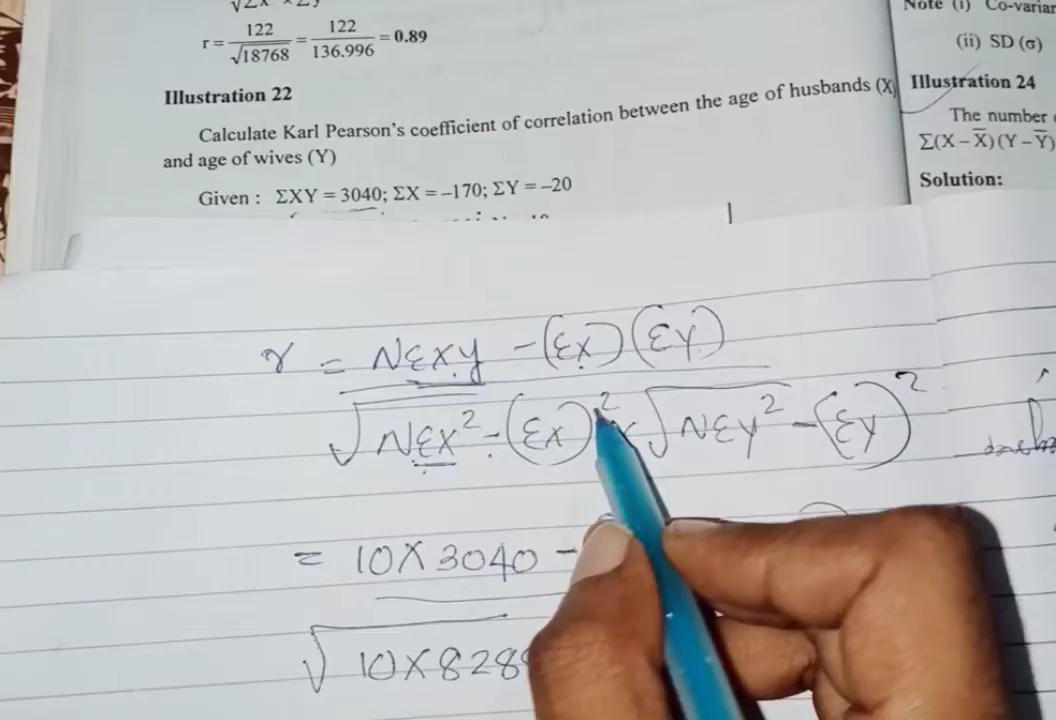 r = 122 / √18768 = 122 / 136.996 = 0.89
Illustration 22
Calculate Karl Pearson's coefficient of correlation between the age of husbands (X)
and age of wives (Y)
Given : ΣXY = 3040; ΣX = –170; ΣY = –20
Note (i) Co-varian
(ii) SD (σ)
Illustration 24
The number
Σ(X – X̄) (Y – Ȳ)
Solution:
r = NΣXY - (ΣX) (ΣY)
√NΣX² - (ΣX)² × √NΣY² - (ΣY)²
= 10 X 3040 -
√10 X 828